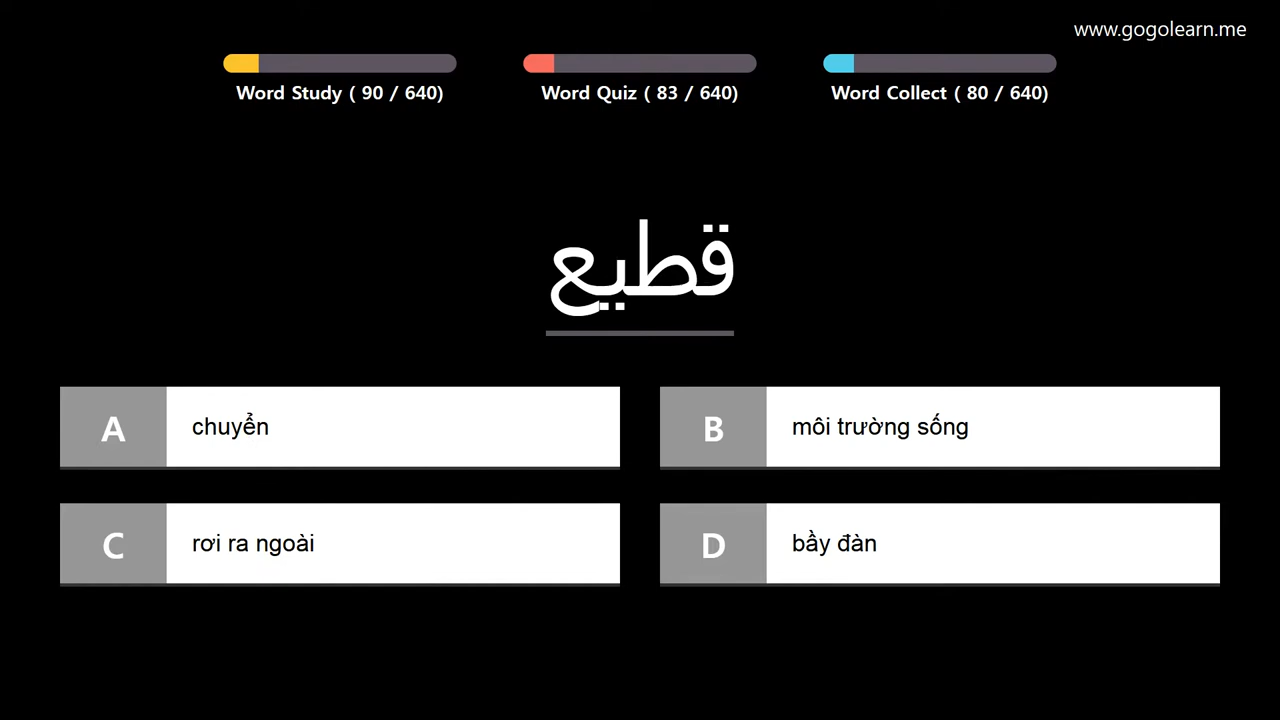 www.gogolearn.me
Word Study ( 90 / 640)
Word Quiz ( 83 / 640)
Word Collect ( 80 / 640)
قطيع
A
chuyển
B
môi trường sống
C
rơi ra ngoài
D
bầy đàn